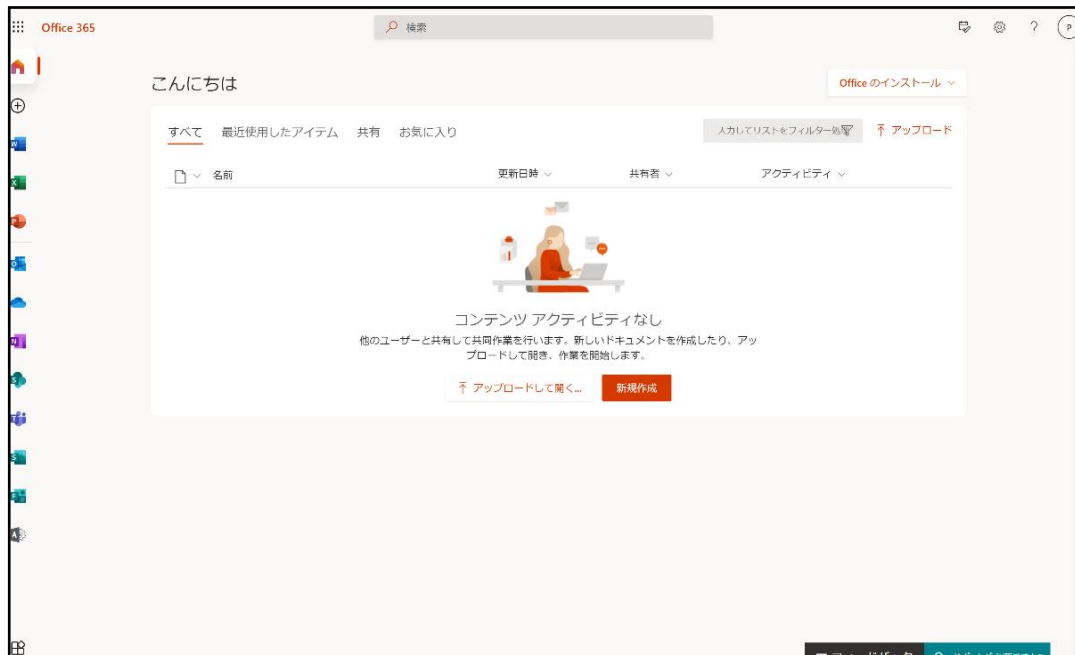 Office 365
検索
P
こんにちは
Office のインストール
すべて 最近使用したアイテム 共有 お気に入り
入力してリストをフィルター処
アップロード
名前 更新日時 共有者 アクティビティ
コンテンツ アクティビティなし
他のユーザーと共有して共同作業を行います。新しいドキュメントを作成したり、アッ
プロードして開き、作業を開始します。
アップロードして開く...
新規作成